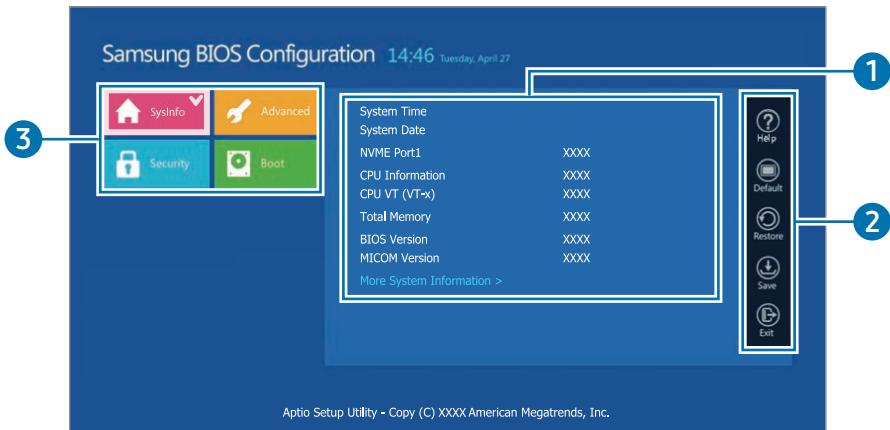 Samsung BIOS Configuration 14:46 Tuesday, April 27
1
3
SysInfo
Advanced
Security
Boot
System Time
System Date
NVME Port1 XXXX
CPU Information XXXX
CPU VT (VT-x) XXXX
Total Memory XXXX
BIOS Version XXXX
MICOM Version XXXX
More System Information >
Help
Default
Restore
Save
Exit
2
Aptio Setup Utility - Copy (C) XXXX American Megatrends, Inc.